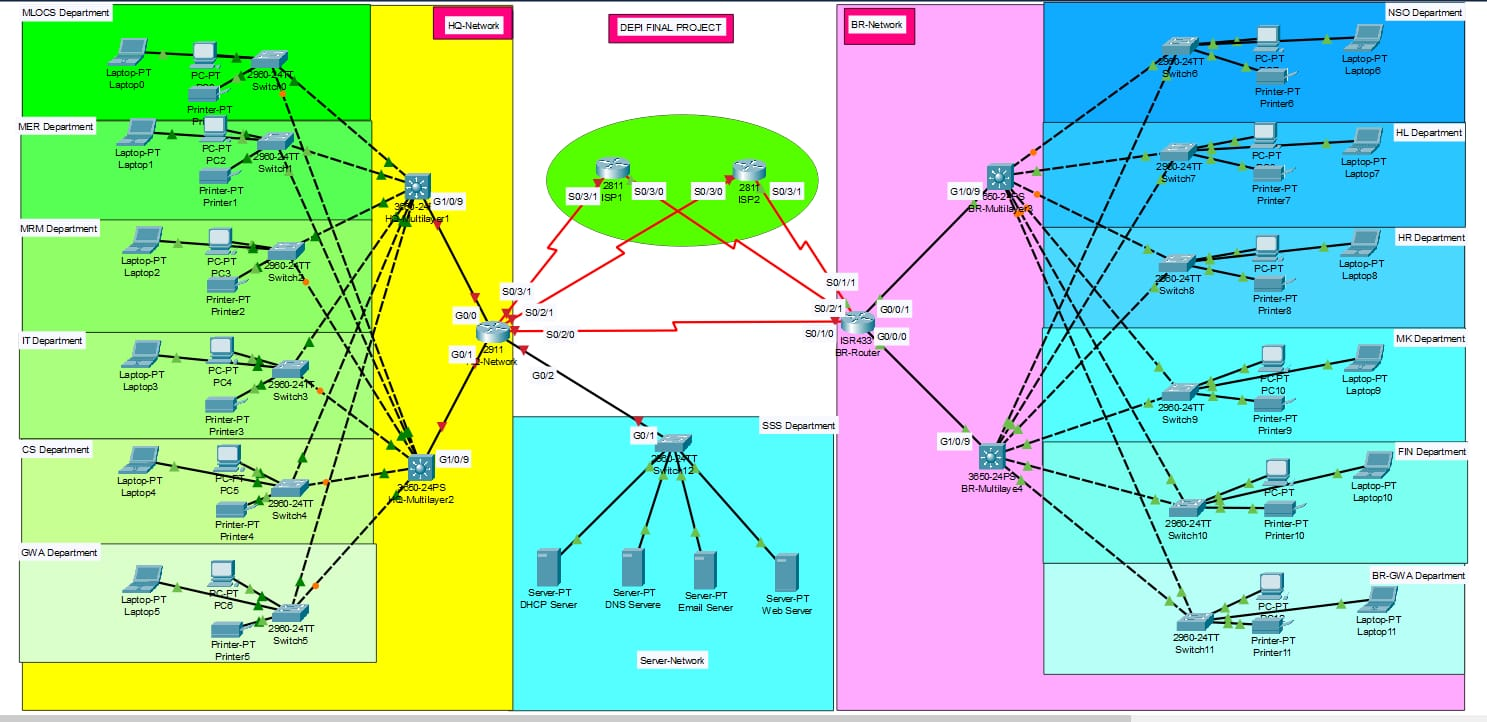 MLOCS Department
HQ-Network
DEPI FINAL PROJECT
BR-Network
NSO Department
Laptop-PT
Laptop0
PC-PT
2960-24TT
Switch0
Printer-PT
MER Department
Laptop-PT
Laptop1
PC-PT
PC2
2960-24TT
Printer-PT
Printer1
MRM Department
Laptop-PT
Laptop2
PC-PT
PC3
2960-24TT
Switch2
Printer-PT
Printer2
IT Department
Laptop-PT
Laptop3
PC-PT
PC4
2960-24TT
Switch3
Printer-PT
Printer3
CS Department
Laptop-PT
Laptop4
PC-PT
PC5
2960-24TT
Switch4
Printer-PT
Printer4
GWA Department
Laptop-PT
Laptop5
PC-PT
PC6
2960-24TT
Switch5
Printer-PT
Printer5
G1/0/9
HQ-Multilayer1
G1/0/9
3650-24PS
HQ-Multilayer2
2811
ISP1
S0/3/1
S0/3/0
2811
ISP2
S0/3/0
S0/3/1
S0/3/1
S0/2/1
S0/2/0
G0/0
G0/1
2911
-Network
G0/2
S0/1/1
S0/2/1
S0/1/0
G0/0/1
G0/0/0
ISR433
BR-Router
SSS Department
G0/1
2960-24TT
Switch12
Server-PT
DHCP Server
Server-PT
DNS Servere
Server-PT
Email Server
Server-PT
Web Server
Server-Network
G1/0/9
650-24PS
BR-Multilayer3
G1/0/9
3650-24PS
BR-Multilaye4
2960-24TT
Switch6
PC-PT
Laptop-PT
Laptop6
Printer-PT
Printer6
HL Department
2960-24TT
Switch7
PC-PT
Laptop-PT
Laptop7
Printer-PT
Printer7
HR Department
2960-24TT
Switch8
PC-PT
Laptop-PT
Laptop8
Printer-PT
Printer8
MK Department
2960-24TT
Switch9
PC-PT
PC10
Laptop-PT
Laptop9
Printer-PT
Printer9
FIN Department
2960-24TT
Switch10
PC-PT
Laptop-PT
Laptop10
Printer-PT
Printer10
BR-GWA Department
2960-24TT
Switch11
PC-PT
Laptop-PT
Laptop11
Printer-PT
Printer11